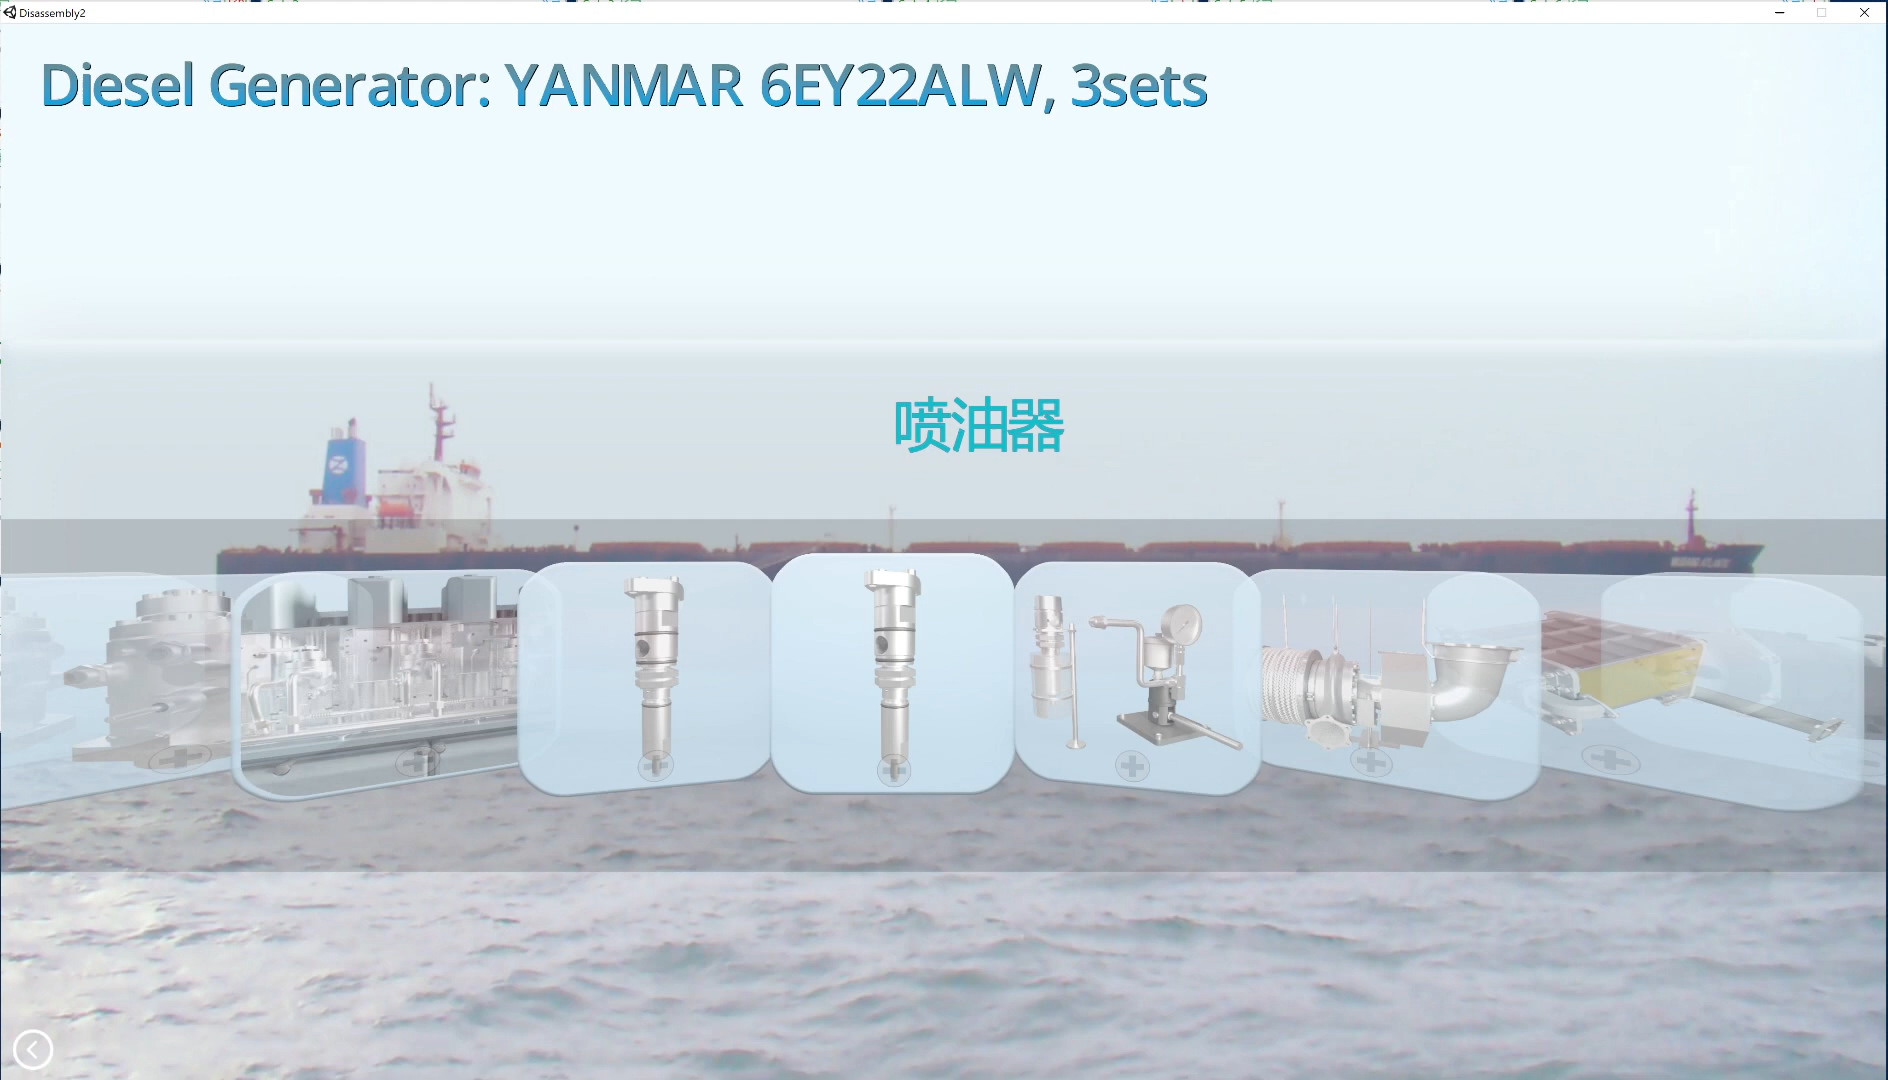 Disassembly2
Diesel Generator: YANMAR 6EY22ALW, 3sets
喷油器